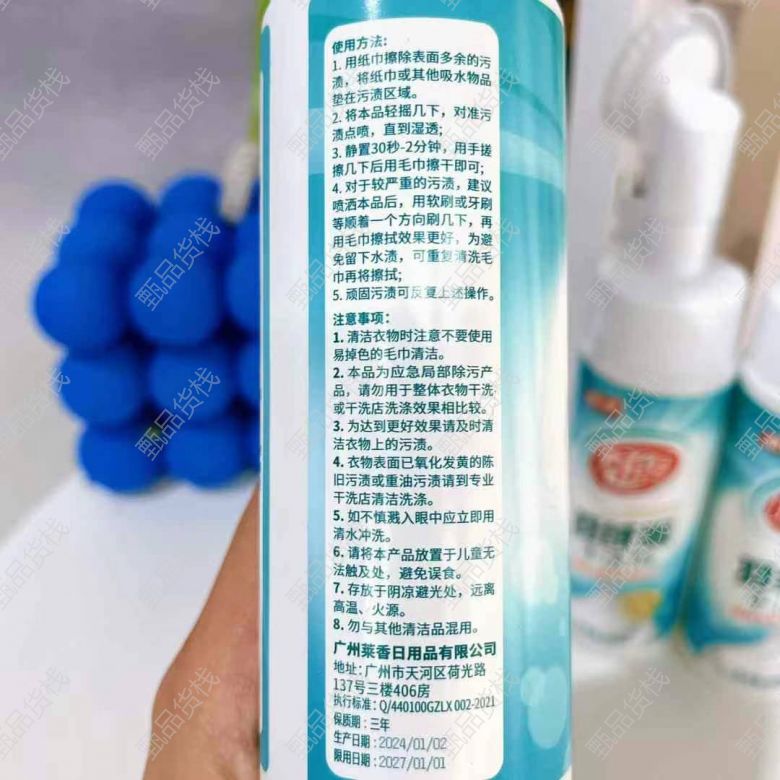 使用方法：
1. 用纸巾擦除表面多余的污
渍，将纸巾或其他吸水物品
垫在污渍区域。
2. 将本品轻摇几下，对准污
渍点喷，直到湿透；
3. 静置30秒-2分钟，用手搓
擦几下后用毛巾擦干即可；
4. 对于较严重的污渍，建议
喷洒本品后，用软刷或牙刷
等顺着一个方向刷几下，再
用毛巾擦拭效果更好，为避
免留下水渍，可重复清洗毛
巾再将擦拭；
5. 顽固污渍可反复上述操作。
注意事项：
1. 清洁衣物时注意不要使用
易掉色的毛巾清洁。
2. 本品为应急局部除污产
品，请勿用于整体衣物干洗
或干洗店洗涤效果相比较。
3. 为达到更好效果请及时清
洁衣物上的污渍。
4. 衣物表面已氧化发黄的陈
旧污渍或重油污渍请到专业
干洗店清洁洗涤。
5. 如不慎溅入眼中应立即用
清水冲洗。
6. 请将本产品放置于儿童无
法触及处，避免误食。
7. 存放于阴凉避光处，远离
高温、火源。
8. 勿与其他清洁品混用。
广州莱香日用品有限公司
地址：广州市天河区荷光路
137号三楼406房
执行标准：Q/440100GZLX 002-2021
保质期：三年
生产日期：2024/01/02
限用日期：2027/01/01
甄品货栈